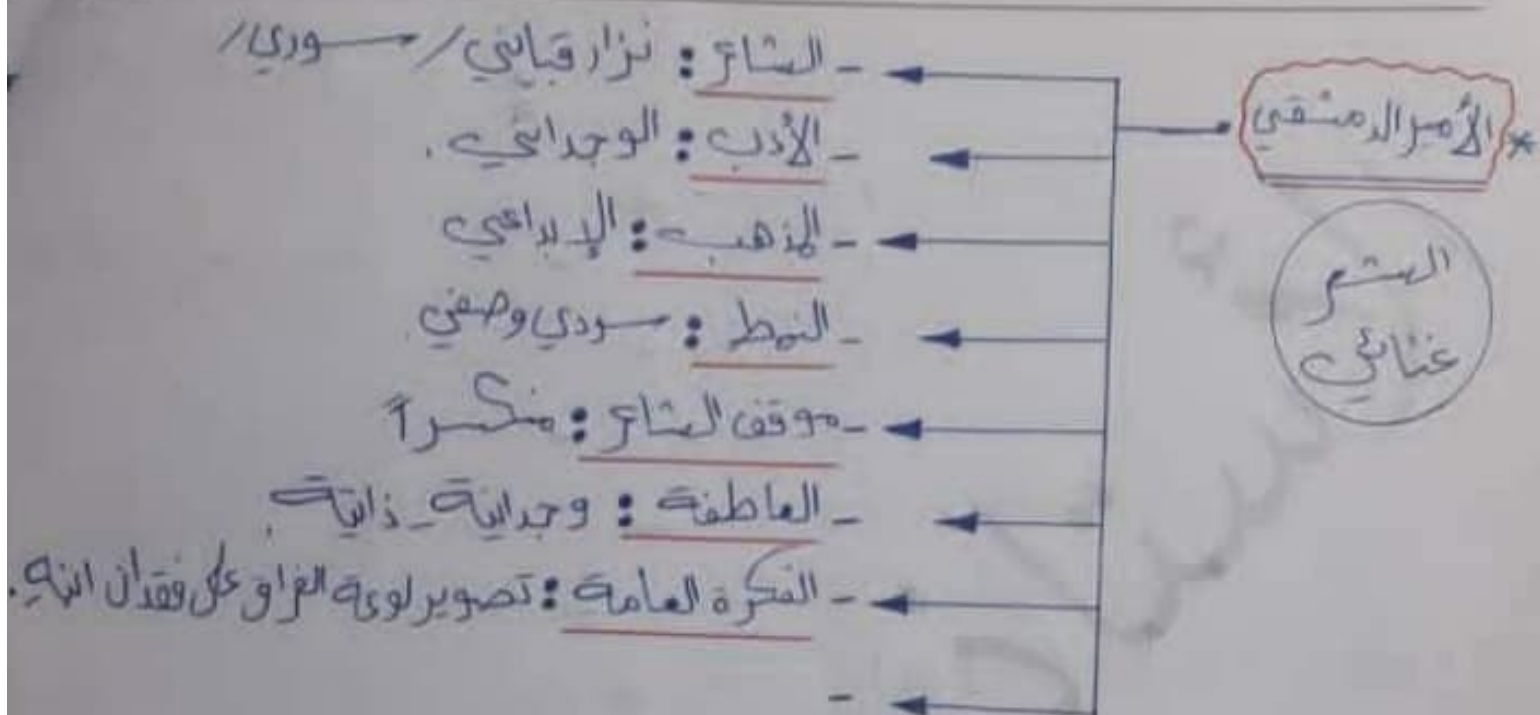 * الأمير الدمشقي
الشعر
غنائي
- الشاعر: نزار قباني / سوري /
- الأدب: الوجداني.
- المذهب: الإبداعي
- النمط: سردي وصفي.
- موقف الشاعر: منكسراً
- العاطفة: وجدانية - ذاتية.
- الفكرة العامة: تصوير لوعة الفراق على فقدان ابنه.
-